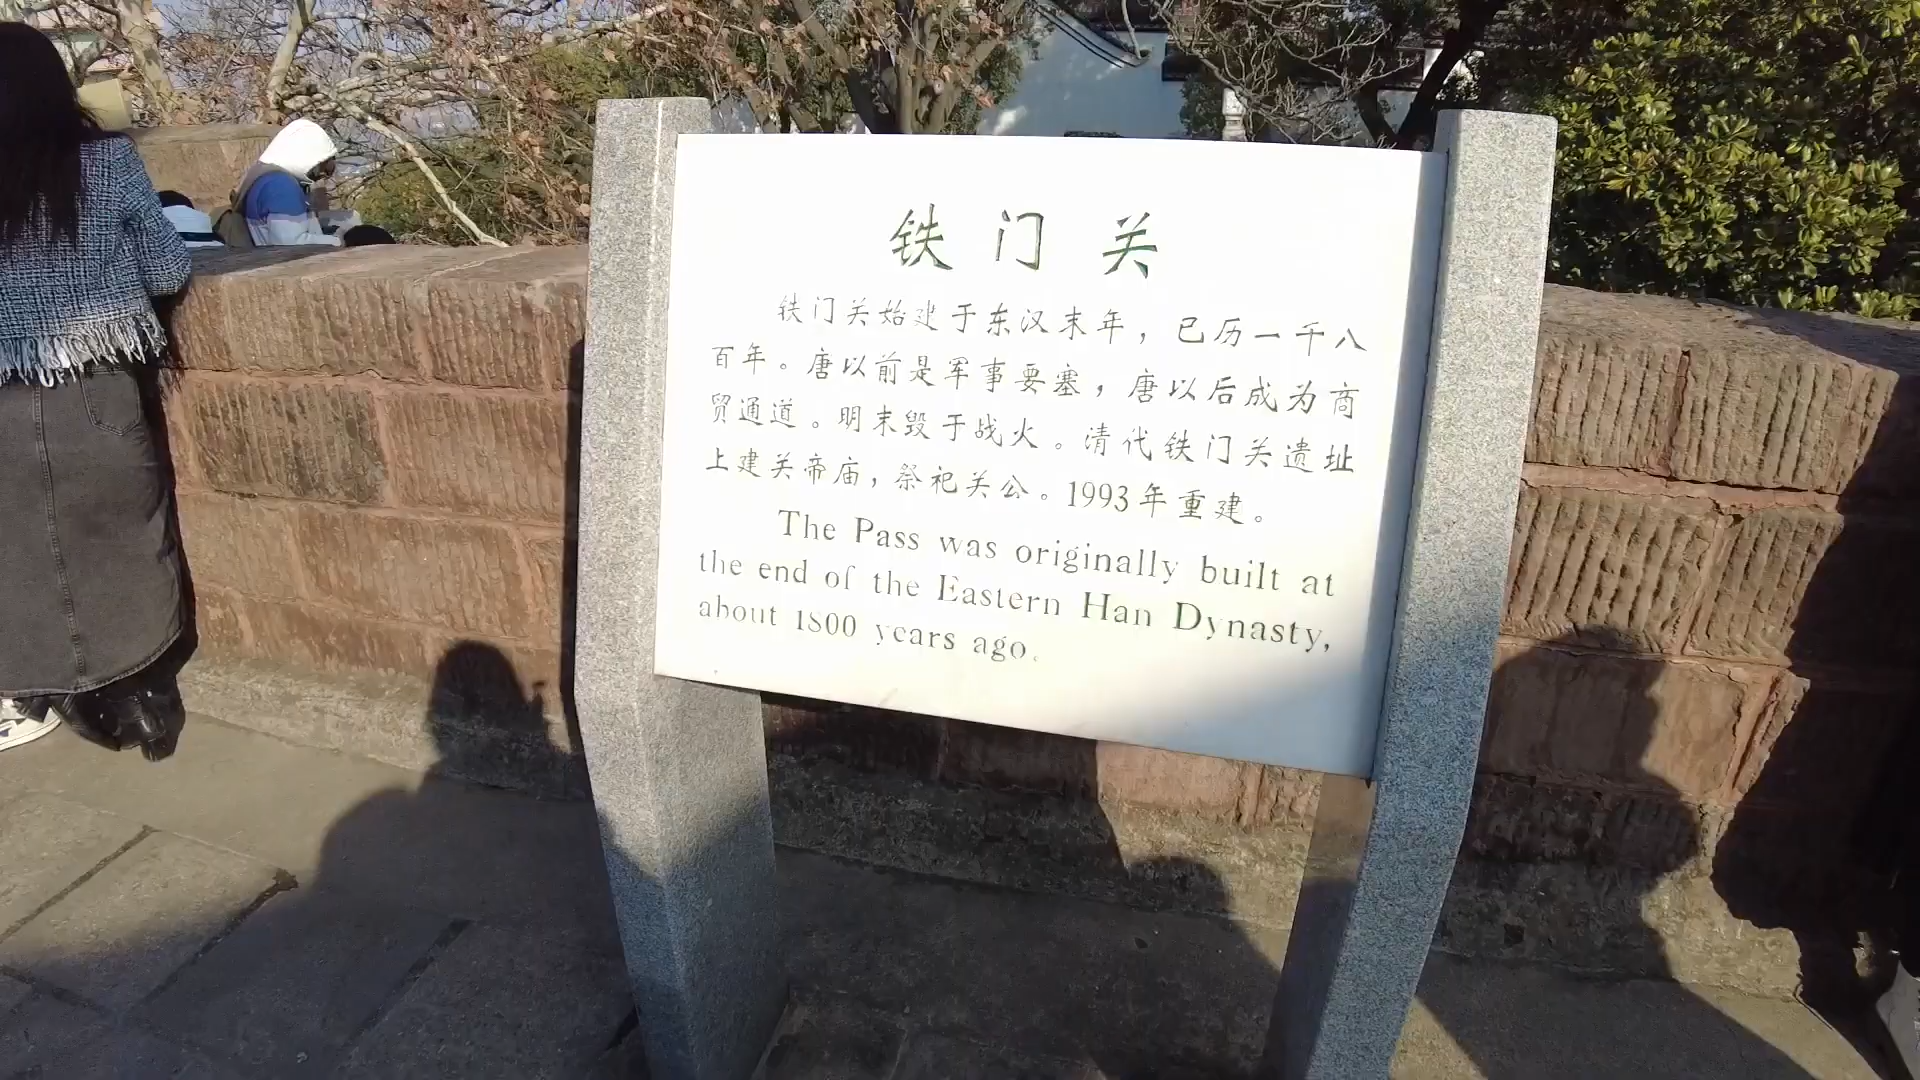 铁门关
铁门关始建于东汉末年，已历一千八
百年。唐以前是军事要塞，唐以后成为商
贸通道。明末毁于战火。清代铁门关遗址
上建关帝庙，祭祀关公。1993年重建。
The Pass was originally built at
the end of the Eastern Han Dynasty,
about 1800 years ago.